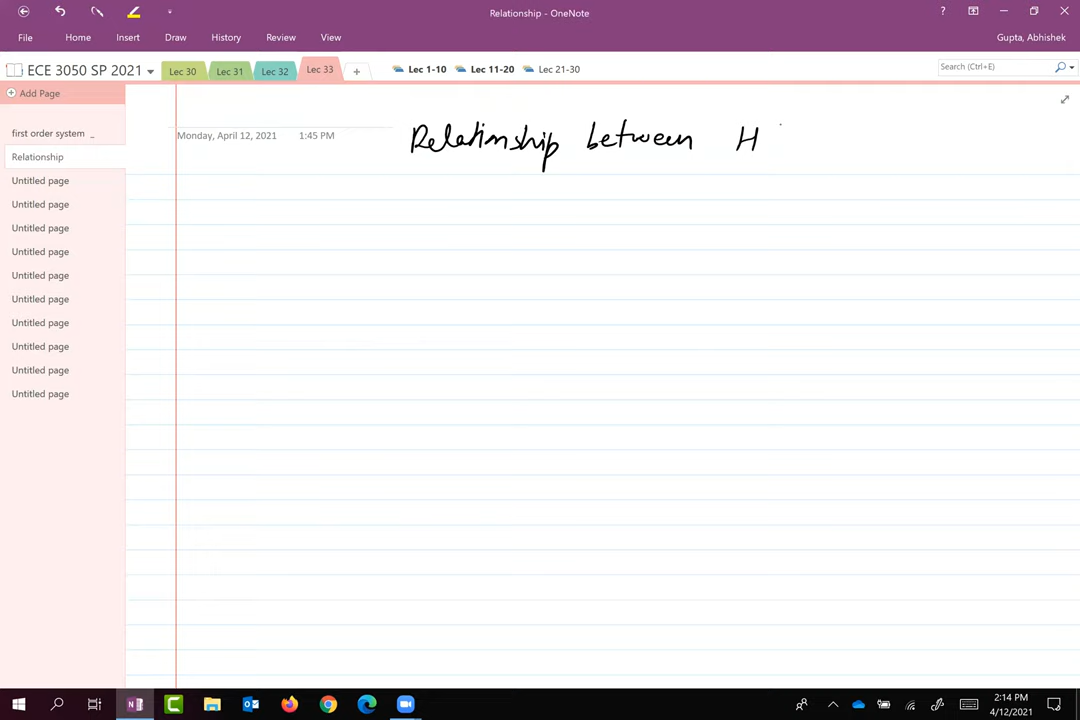 Relationship - OneNote
?
File
Home
Insert
Draw
History
Review
View
Gupta, Abhishek
ECE 3050 SP 2021
Lec 30
Lec 31
Lec 32
Lec 33
Lec 1-10
Lec 11-20
Lec 21-30
Search (Ctrl+E)
Add Page
first order system _
Relationship
Untitled page
Untitled page
Untitled page
Untitled page
Untitled page
Untitled page
Untitled page
Untitled page
Untitled page
Untitled page
Monday, April 12, 2021 1:45 PM
Relationship between H
2:14 PM
4/12/2021